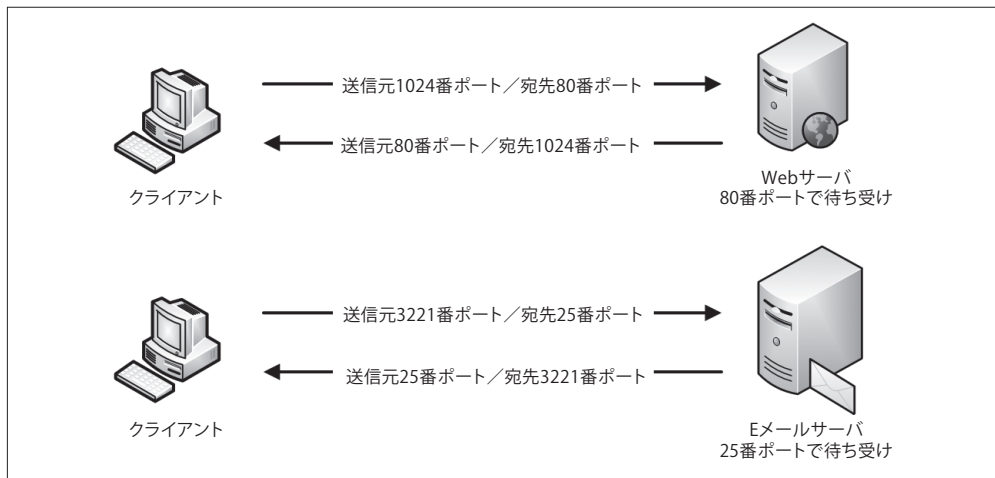 送信元1024番ポート／宛先80番ポート
送信元80番ポート／宛先1024番ポート
クライアント
Webサーバ
80番ポートで待ち受け
送信元3221番ポート／宛先25番ポート
送信元25番ポート／宛先3221番ポート
クライアント
Eメールサーバ
25番ポートで待ち受け